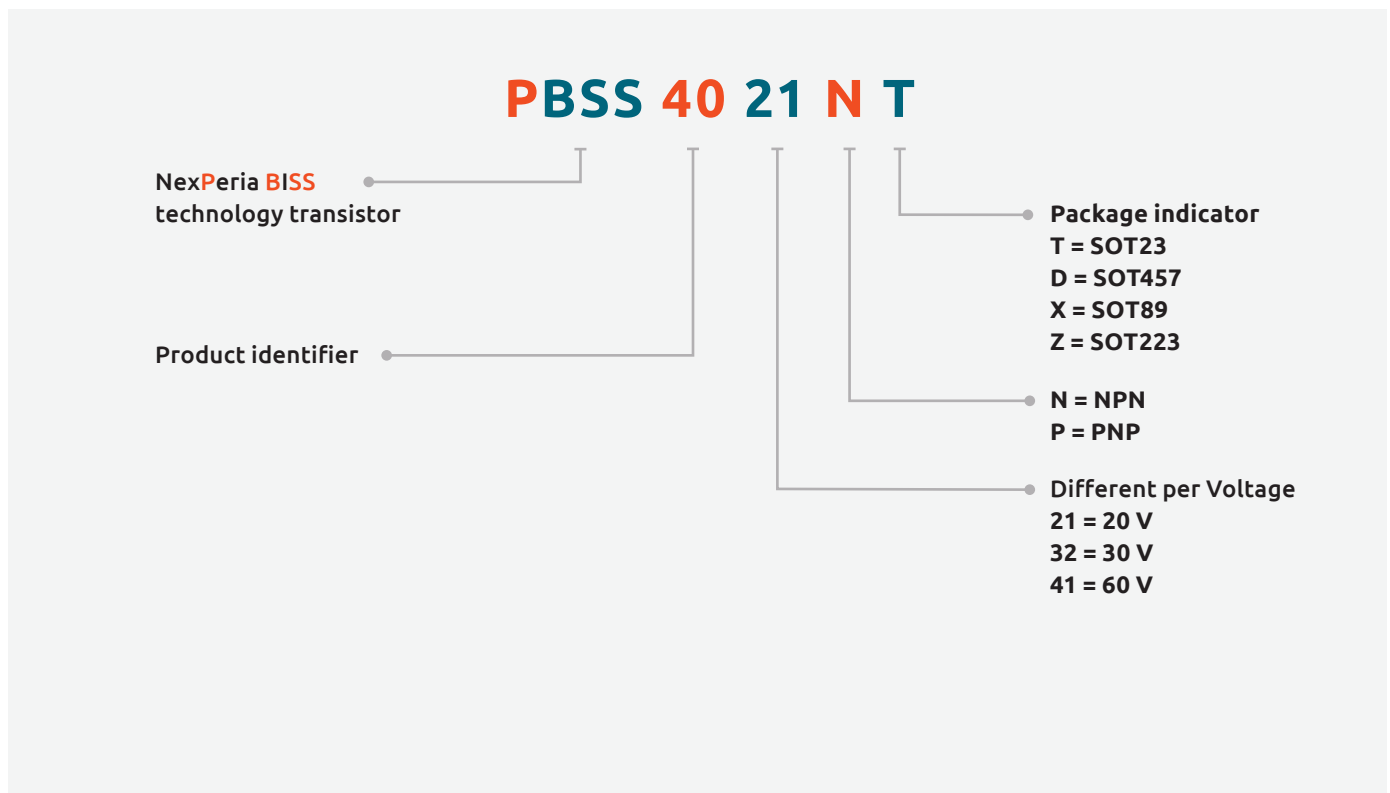 PBSS 40 21 N T
NexPeria BISS
technology transistor
Product identifier
Package indicator
T = SOT23
D = SOT457
X = SOT89
Z = SOT223
N = NPN
P = PNP
Different per Voltage
21 = 20 V
32 = 30 V
41 = 60 V